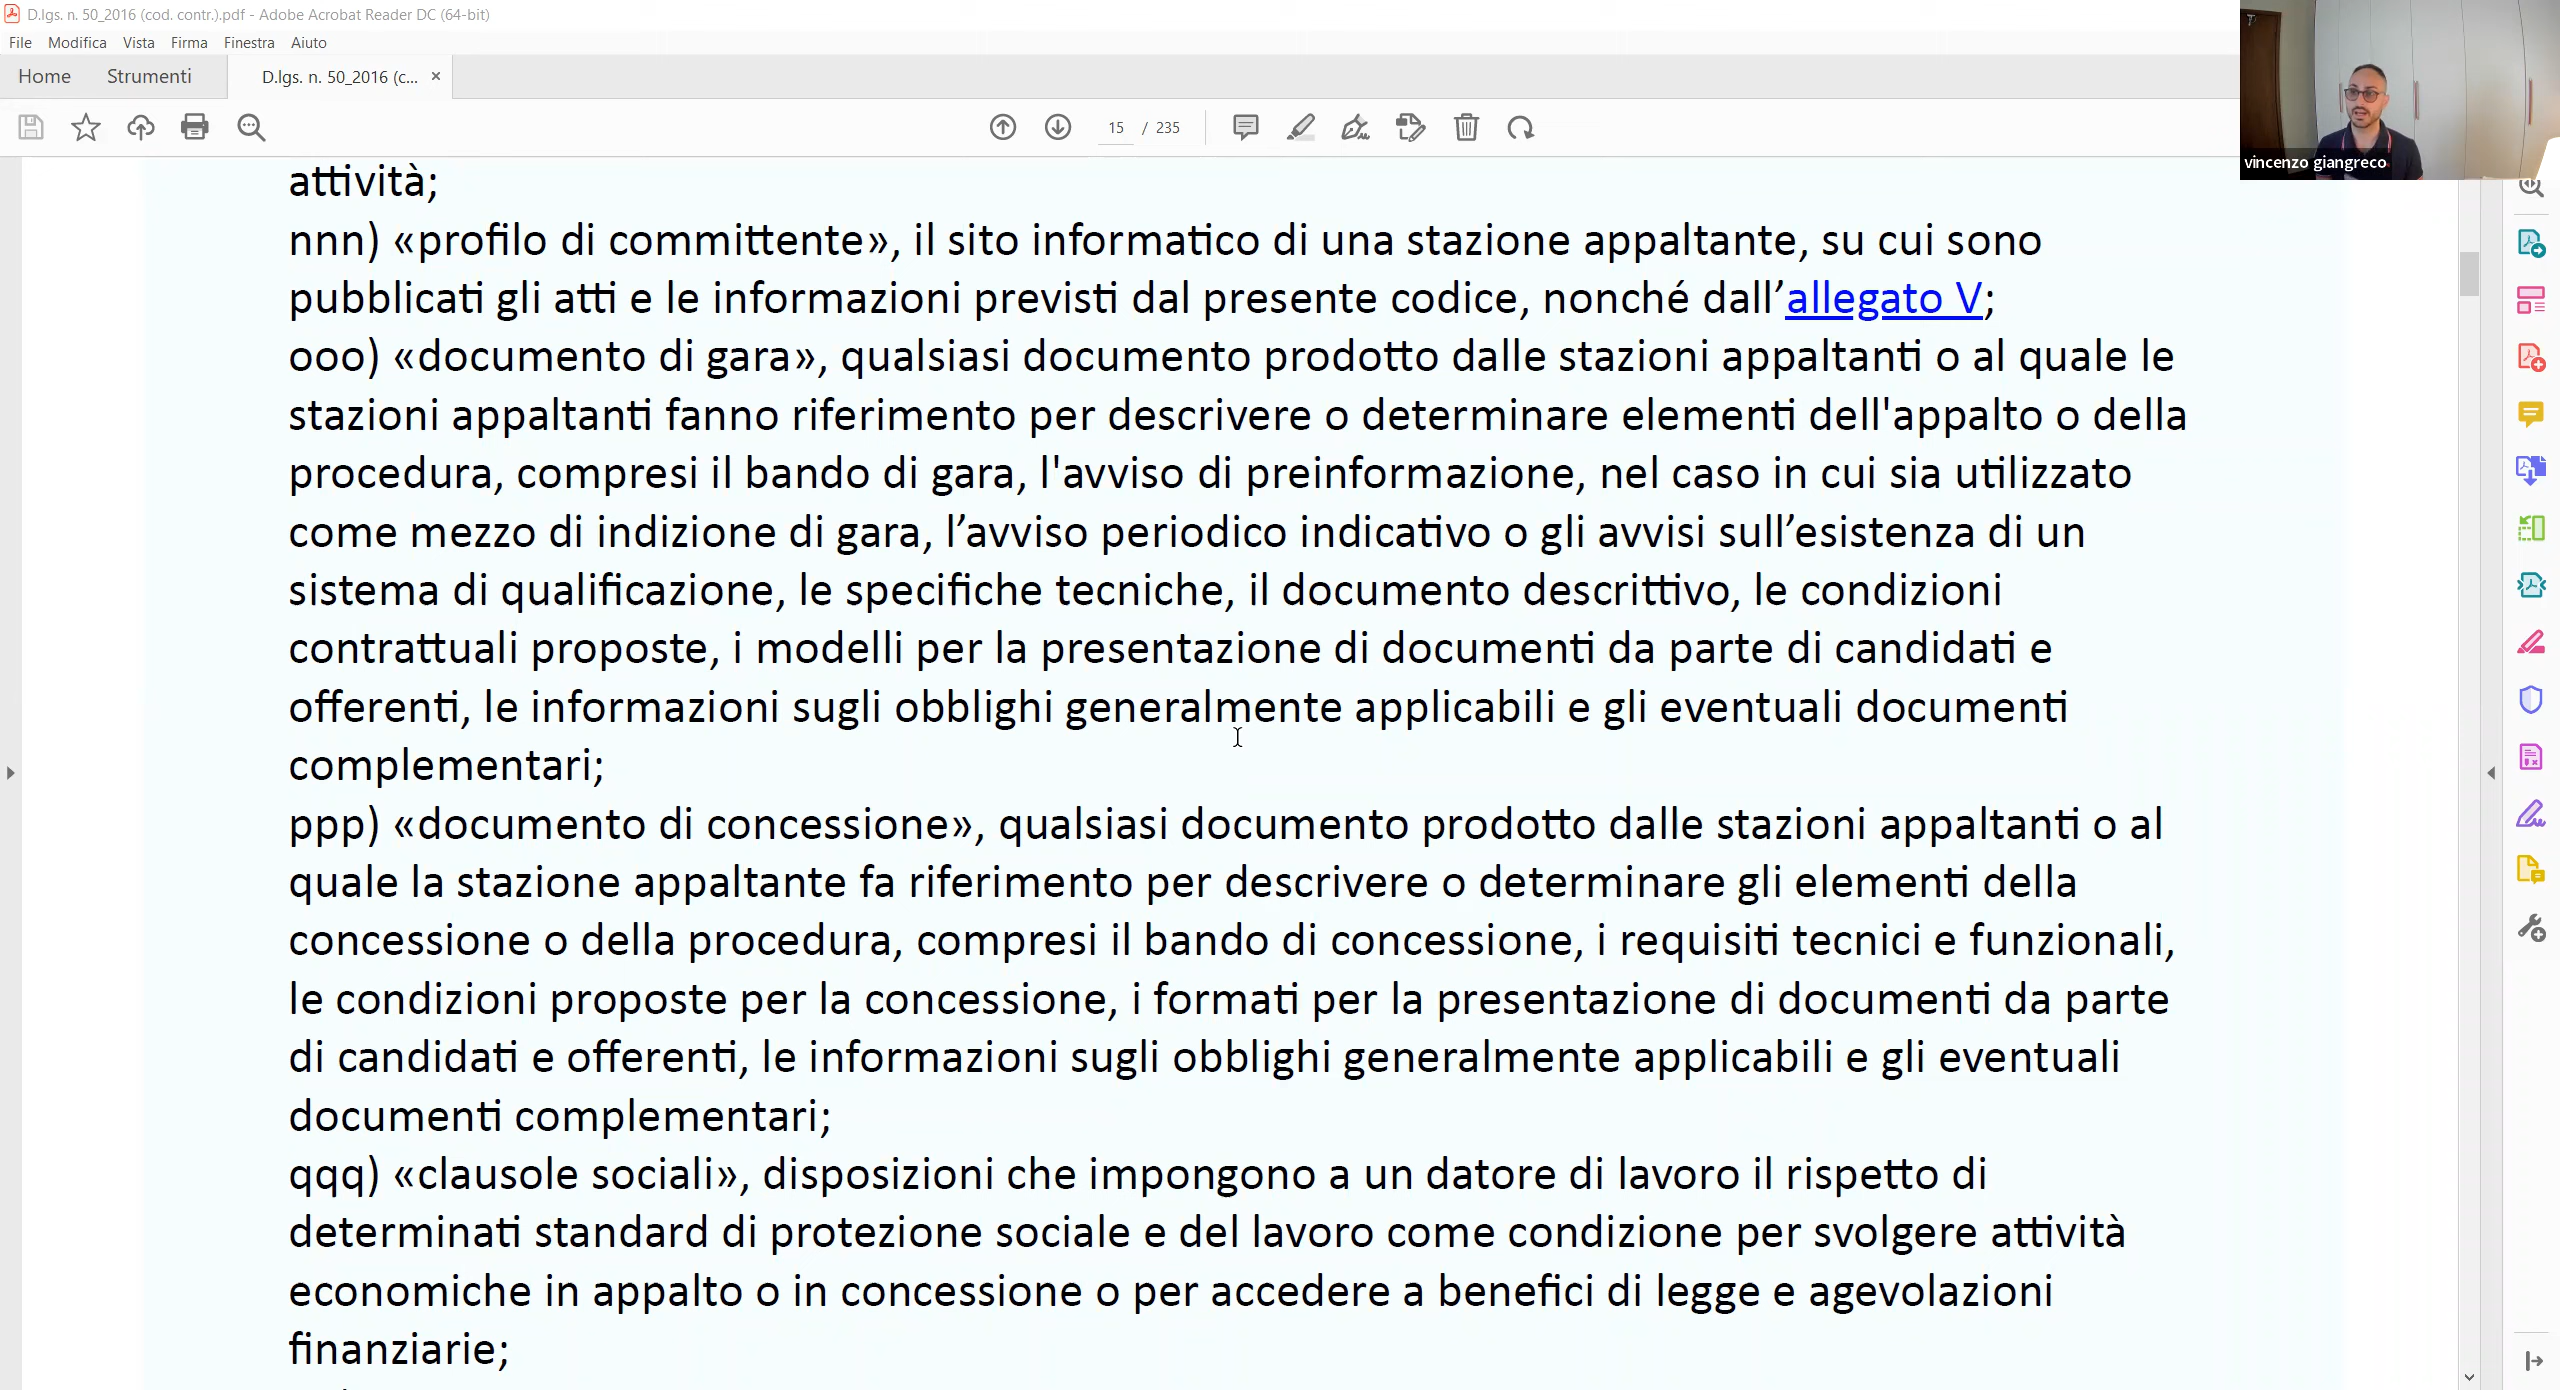 D.lgs. n. 50_2016 (cod. contr.).pdf - Adobe Acrobat Reader DC (64-bit)
File Modifica Vista Firma Finestra Aiuto
Home Strumenti D.lgs. n. 50_2016 (c... ×
15 / 235
vincenzo giangreco
attività;
nnn) «profilo di committente», il sito informatico di una stazione appaltante, su cui sono
pubblicati gli atti e le informazioni previsti dal presente codice, nonché dall’allegato V;
ooo) «documento di gara», qualsiasi documento prodotto dalle stazioni appaltanti o al quale le
stazioni appaltanti fanno riferimento per descrivere o determinare elementi dell'appalto o della
procedura, compresi il bando di gara, l'avviso di preinformazione, nel caso in cui sia utilizzato
come mezzo di indizione di gara, l’avviso periodico indicativo o gli avvisi sull’esistenza di un
sistema di qualificazione, le specifiche tecniche, il documento descrittivo, le condizioni
contrattuali proposte, i modelli per la presentazione di documenti da parte di candidati e
offerenti, le informazioni sugli obblighi generalmente applicabili e gli eventuali documenti
complementari;
ppp) «documento di concessione», qualsiasi documento prodotto dalle stazioni appaltanti o al
quale la stazione appaltante fa riferimento per descrivere o determinare gli elementi della
concessione o della procedura, compresi il bando di concessione, i requisiti tecnici e funzionali,
le condizioni proposte per la concessione, i formati per la presentazione di documenti da parte
di candidati e offerenti, le informazioni sugli obblighi generalmente applicabili e gli eventuali
documenti complementari;
qqq) «clausole sociali», disposizioni che impongono a un datore di lavoro il rispetto di
determinati standard di protezione sociale e del lavoro come condizione per svolgere attività
economiche in appalto o in concessione o per accedere a benefici di legge e agevolazioni
finanziarie;